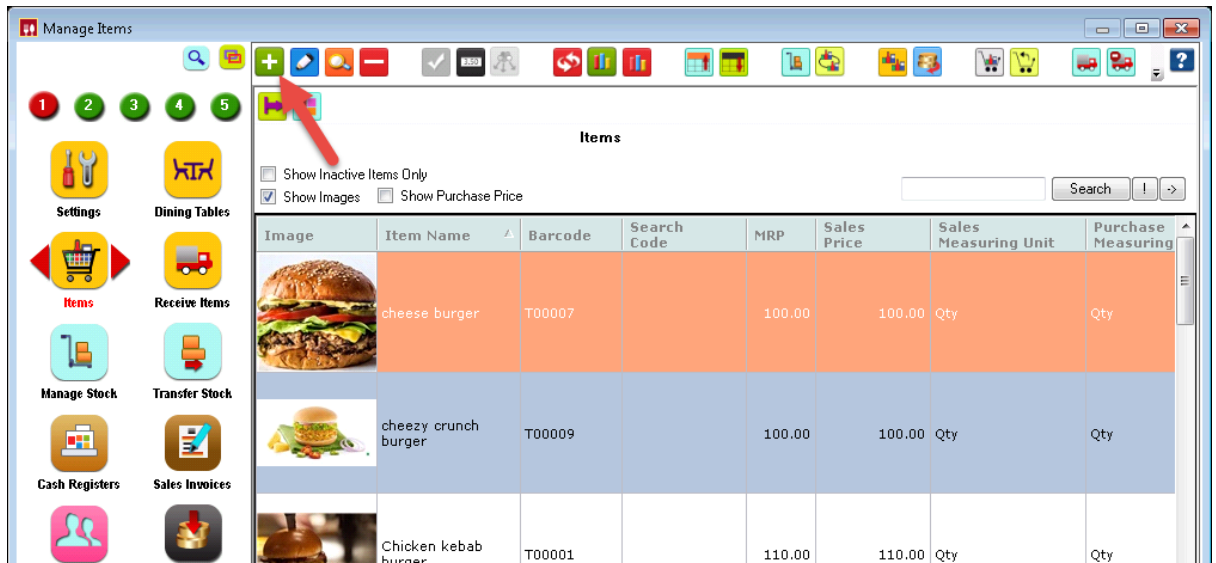 Manage Items
3.50
?
1 2 3 4 5
Items
Show Inactive Items Only
Show Images Show Purchase Price
Search ! ->
Settings Dining Tables
Image Item Name Barcode Search Code MRP Sales Price Sales Measuring Unit Purchase Measuring
cheese burger T00007 100.00 100.00 Qty Qty
Items Receive Items
Manage Stock Transfer Stock
cheezy crunch
burger T00009 100.00 100.00 Qty Qty
Cash Registers Sales Invoices
Chicken kebab
burger T00001 110.00 110.00 Qty Qty